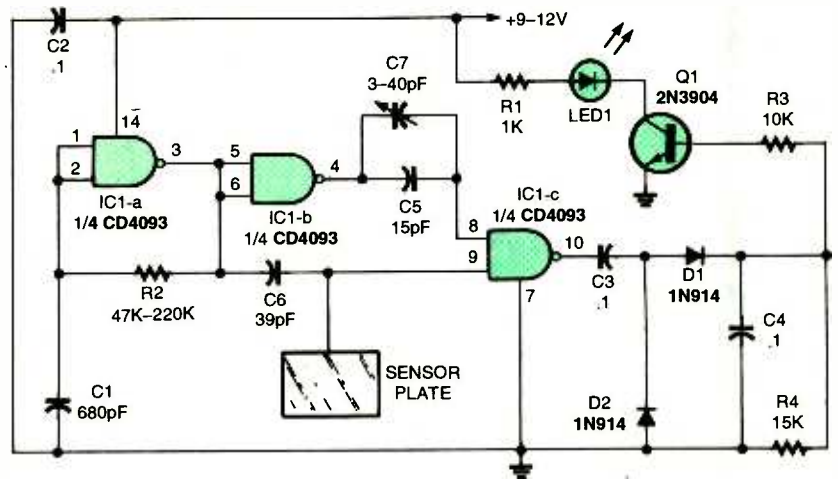 +9–12V
C2
.1
C7
3–40pF
14
1
2
3
5
6
4
IC1-a
1/4 CD4093
IC1-b
1/4 CD4093
C5
15pF
R1
1K
LED1
Q1
2N3904
R3
10K
IC1-c
1/4 CD4093
8
9
10
7
R2
47K–220K
C6
39pF
C3
.1
D1
1N914
C4
.1
SENSOR
PLATE
C1
680pF
D2
1N914
R4
15K